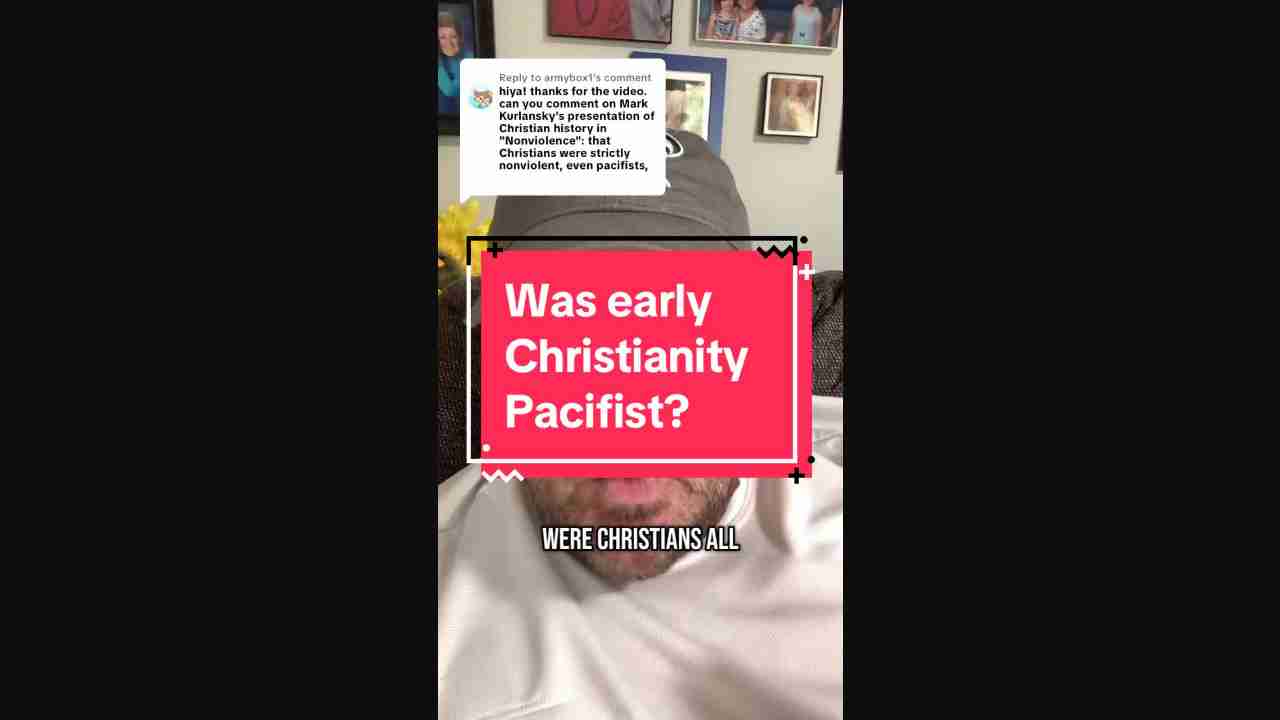 Reply to armybox1's comment
hiya! thanks for the video.
can you comment on Mark
Kurlansky's presentation of
Christian history in
"Nonviolence": that
Christians were strictly
nonviolent, even pacifists,
Was early
Christianity
Pacifist?
WERE CHRISTIANS ALL